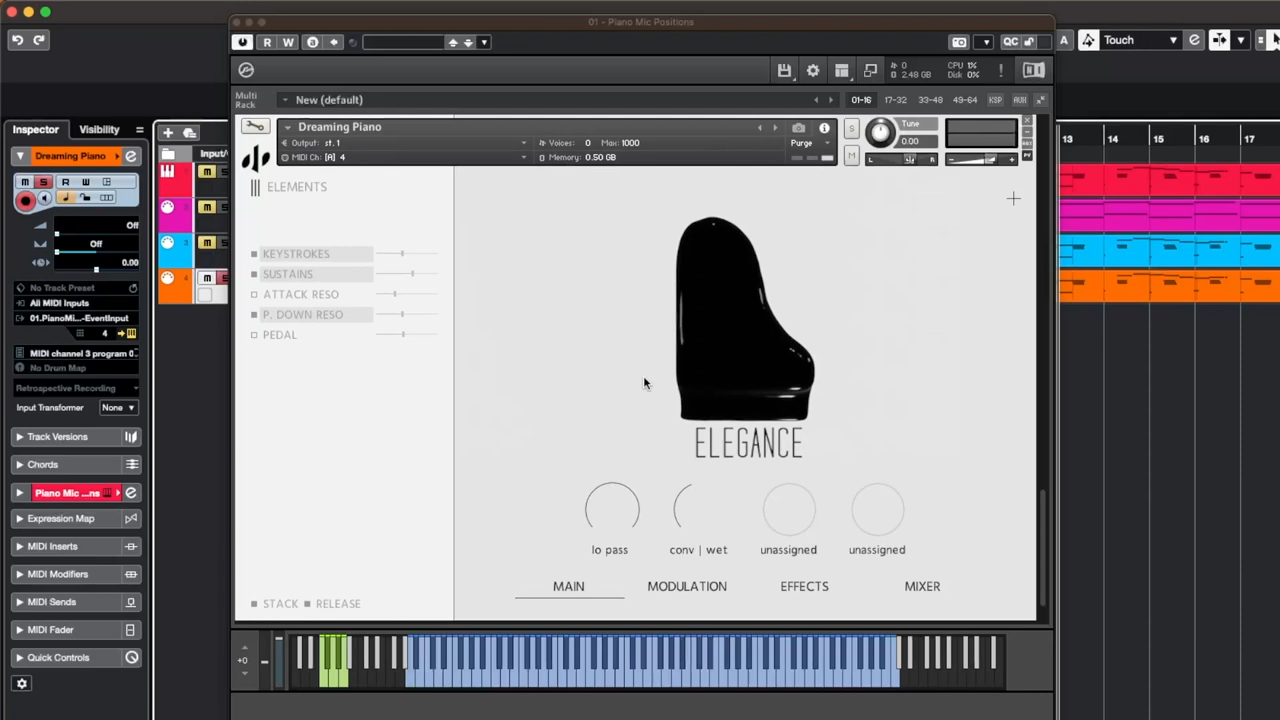 01 - Piano Mic Positions
R W
QC
A Touch
0
2.48 GB
CPU 1%
Disk 0%
Multi
Rack
New (default)
01-16 17-32 33-48 49-64 KSP AUX
Inspector Visibility
Input/
13 14 15 16 17
Dreaming Piano
Output: st. 1
Voices: 0 Max: 1000
Purge
MIDI Ch: [A] 4
Memory: 0.50 GB
S
M
Tune
0.00
L R
Dreaming Piano
M S R W
M
M
M
M
Off
Off
0.00
ELEMENTS
KEYSTROKES
SUSTAINS
ATTACK RESO
P. DOWN RESO
PEDAL
No Track Preset
All MIDI Inputs
01.PianoMi...-EventInput
4
MIDI channel 3 program 0..
No Drum Map
Retrospective Recording
Input Transformer None
Track Versions
Chords
Piano Mic ...ns
Expression Map
MIDI Inserts
MIDI Modifiers
MIDI Sends
MIDI Fader
Quick Controls
ELEGANCE
lo pass conv | wet unassigned unassigned
MAIN MODULATION EFFECTS MIXER
STACK RELEASE
+0